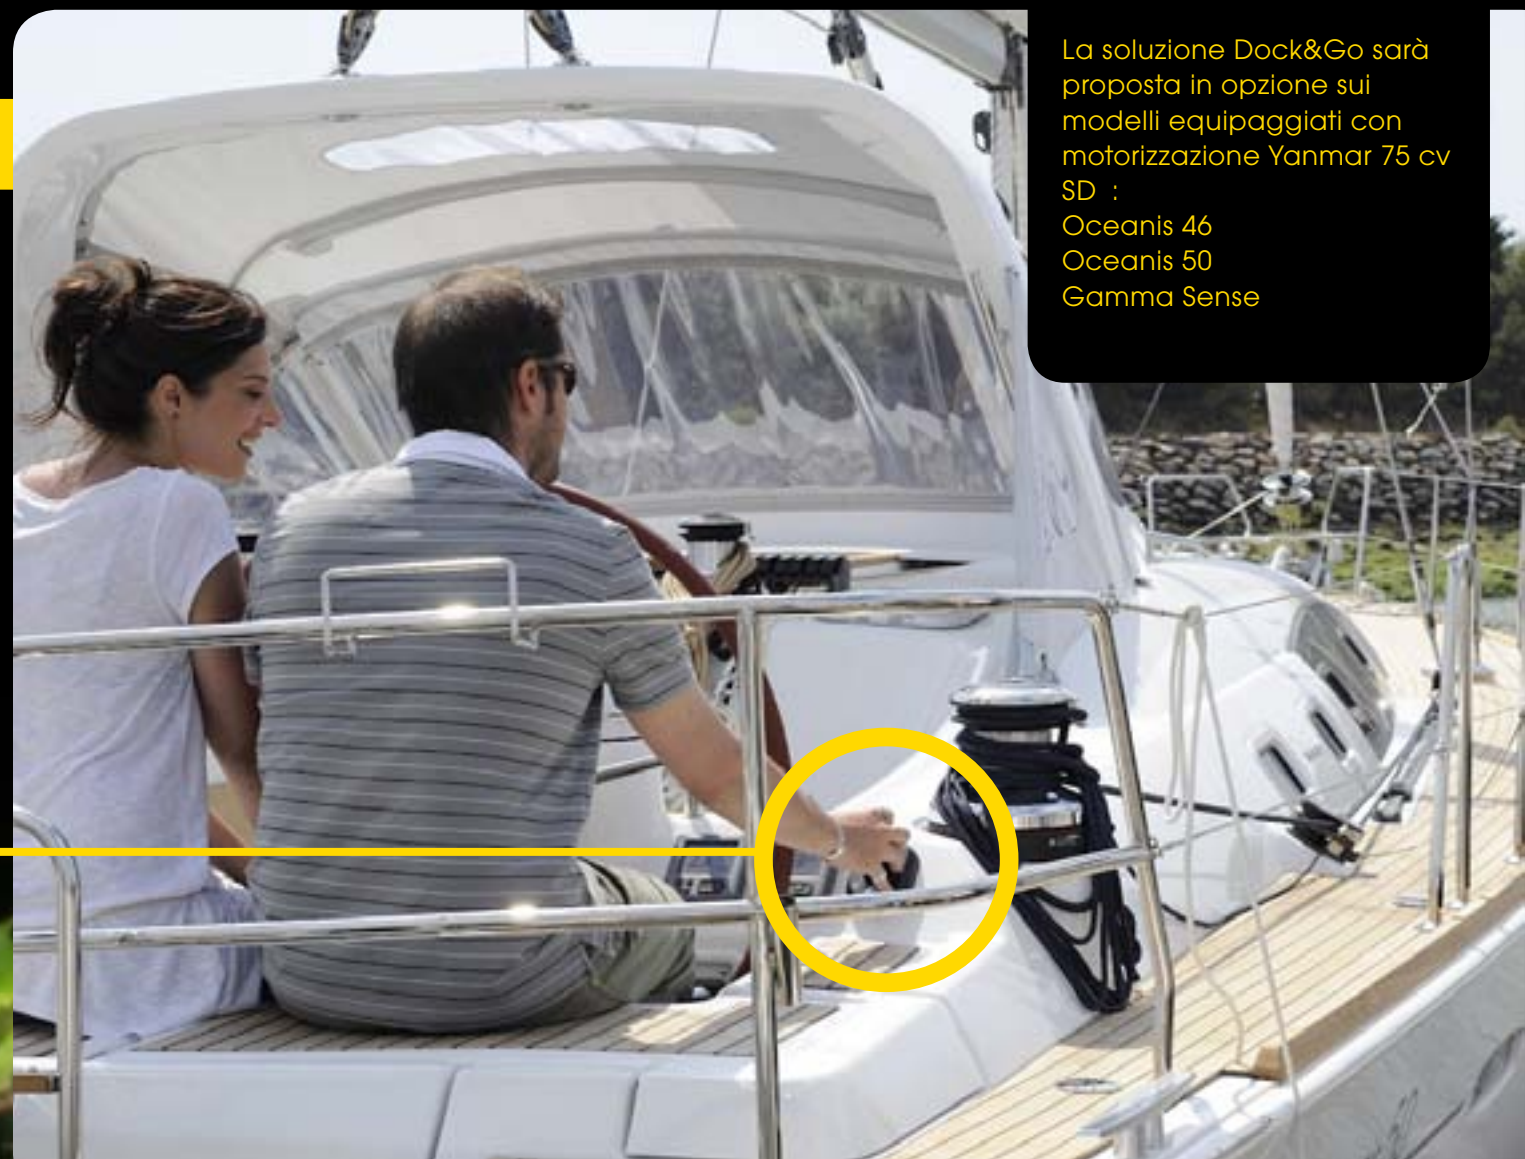 La soluzione Dock&Go sarà
proposta in opzione sui
modelli equipaggiati con
motorizzazione Yanmar 75 cv
SD  :
Oceanis 46
Oceanis 50
Gamma Sense